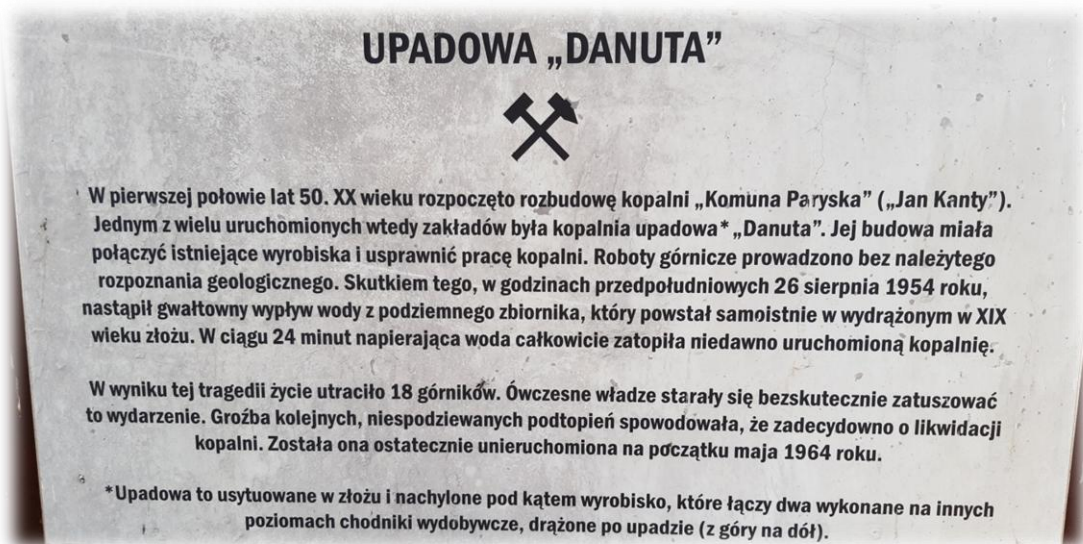 UPADOWA „DANUTA”
W pierwszej połowie lat 50. XX wieku rozpoczęto rozbudowę kopalni „Komuna Paryska” („Jan Kanty”).
Jednym z wielu uruchomionych wtedy zakładów była kopalnia upadowa* „Danuta”. Jej budowa miała
połączyć istniejące wyrobiska i usprawnić pracę kopalni. Roboty górnicze prowadzono bez należytego
rozpoznania geologicznego. Skutkiem tego, w godzinach przedpołudniowych 26 sierpnia 1954 roku,
nastąpił gwałtowny wypływ wody z podziemnego zbiornika, który powstał samoistnie w wydrążonym w XIX
wieku złożu. W ciągu 24 minut napierająca woda całkowicie zatopiła niedawno uruchomioną kopalnię.
W wyniku tej tragedii życie utraciło 18 górników. Ówczesne władze starały się bezskutecznie zatuszować
to wydarzenie. Groźba kolejnych, niespodziewanych podtopień spowodowała, że zadecydowno o likwidacji
kopalni. Została ona ostatecznie unieruchomiona na początku maja 1964 roku.
*Upadowa to usytuowane w złożu i nachylone pod kątem wyrobisko, które łączy dwa wykonane na innych
poziomach chodniki wydobywcze, drążone po upadzie (z góry na dół).